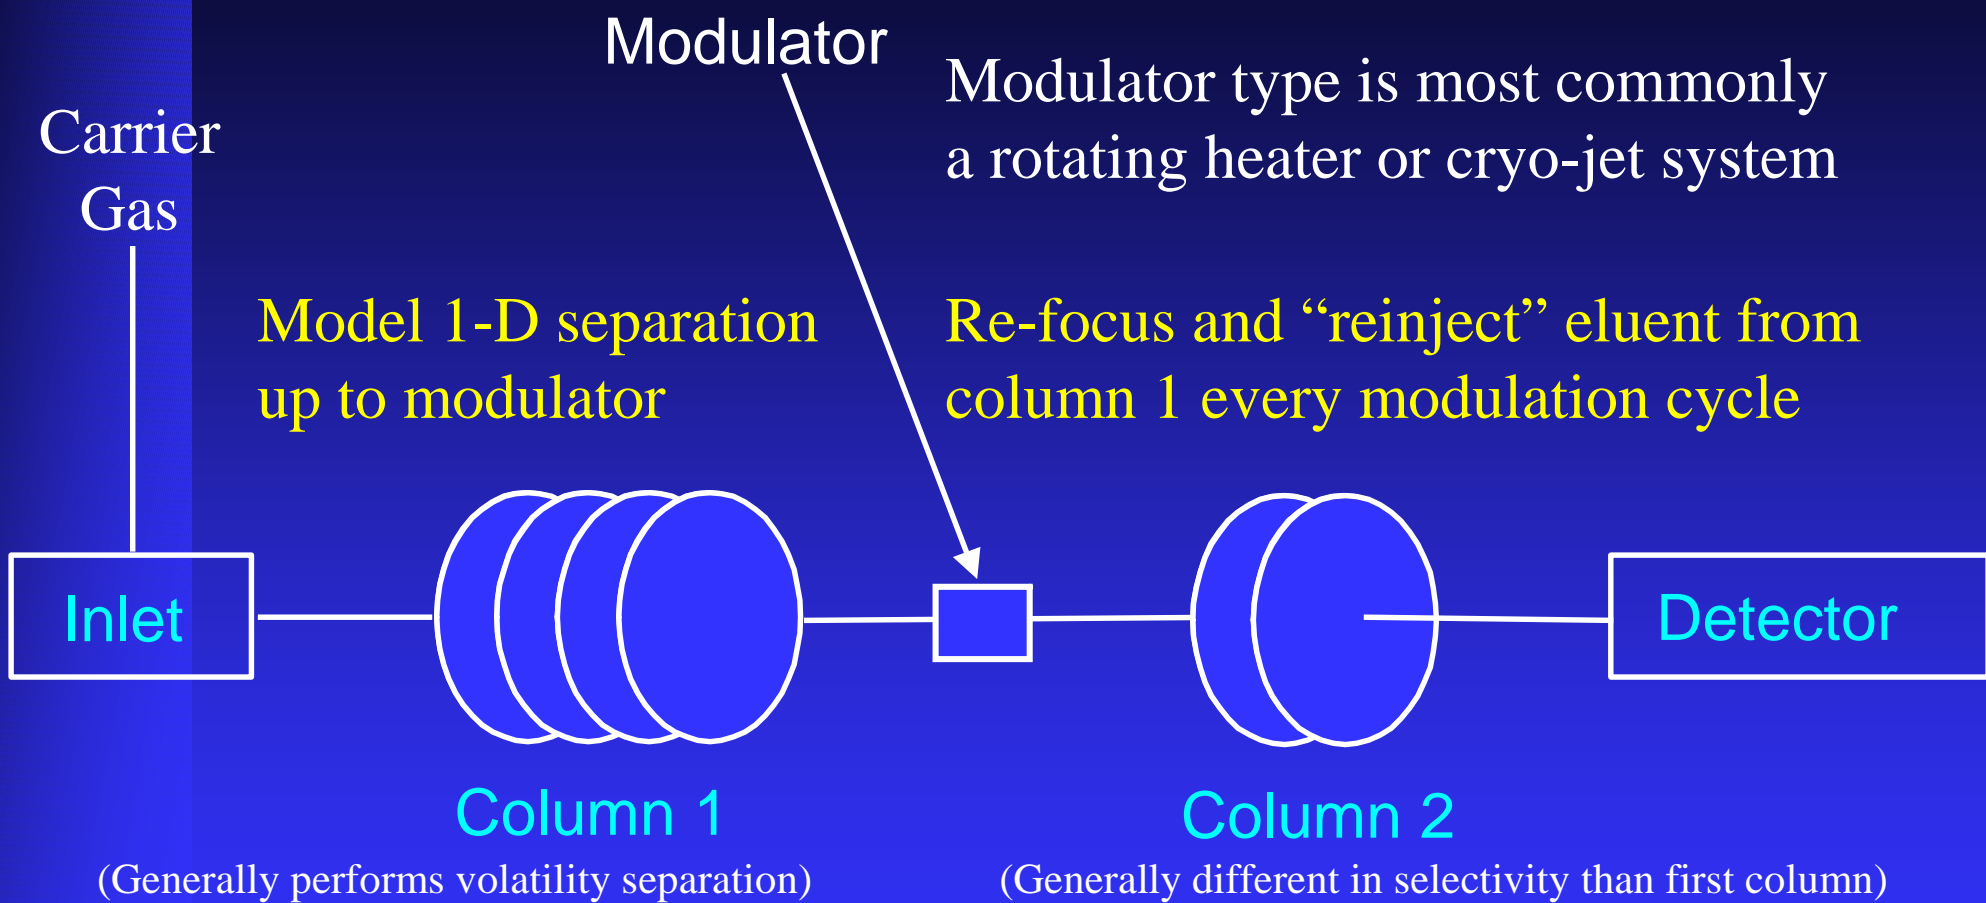 Modulator
Modulator type is most commonly
a rotating heater or cryo-jet system
Carrier
Gas
Model 1-D separation
up to modulator
Re-focus and “reinject” eluent from
column 1 every modulation cycle
Inlet
Detector
Column 1
(Generally performs volatility separation)
Column 2
(Generally different in selectivity than first column)